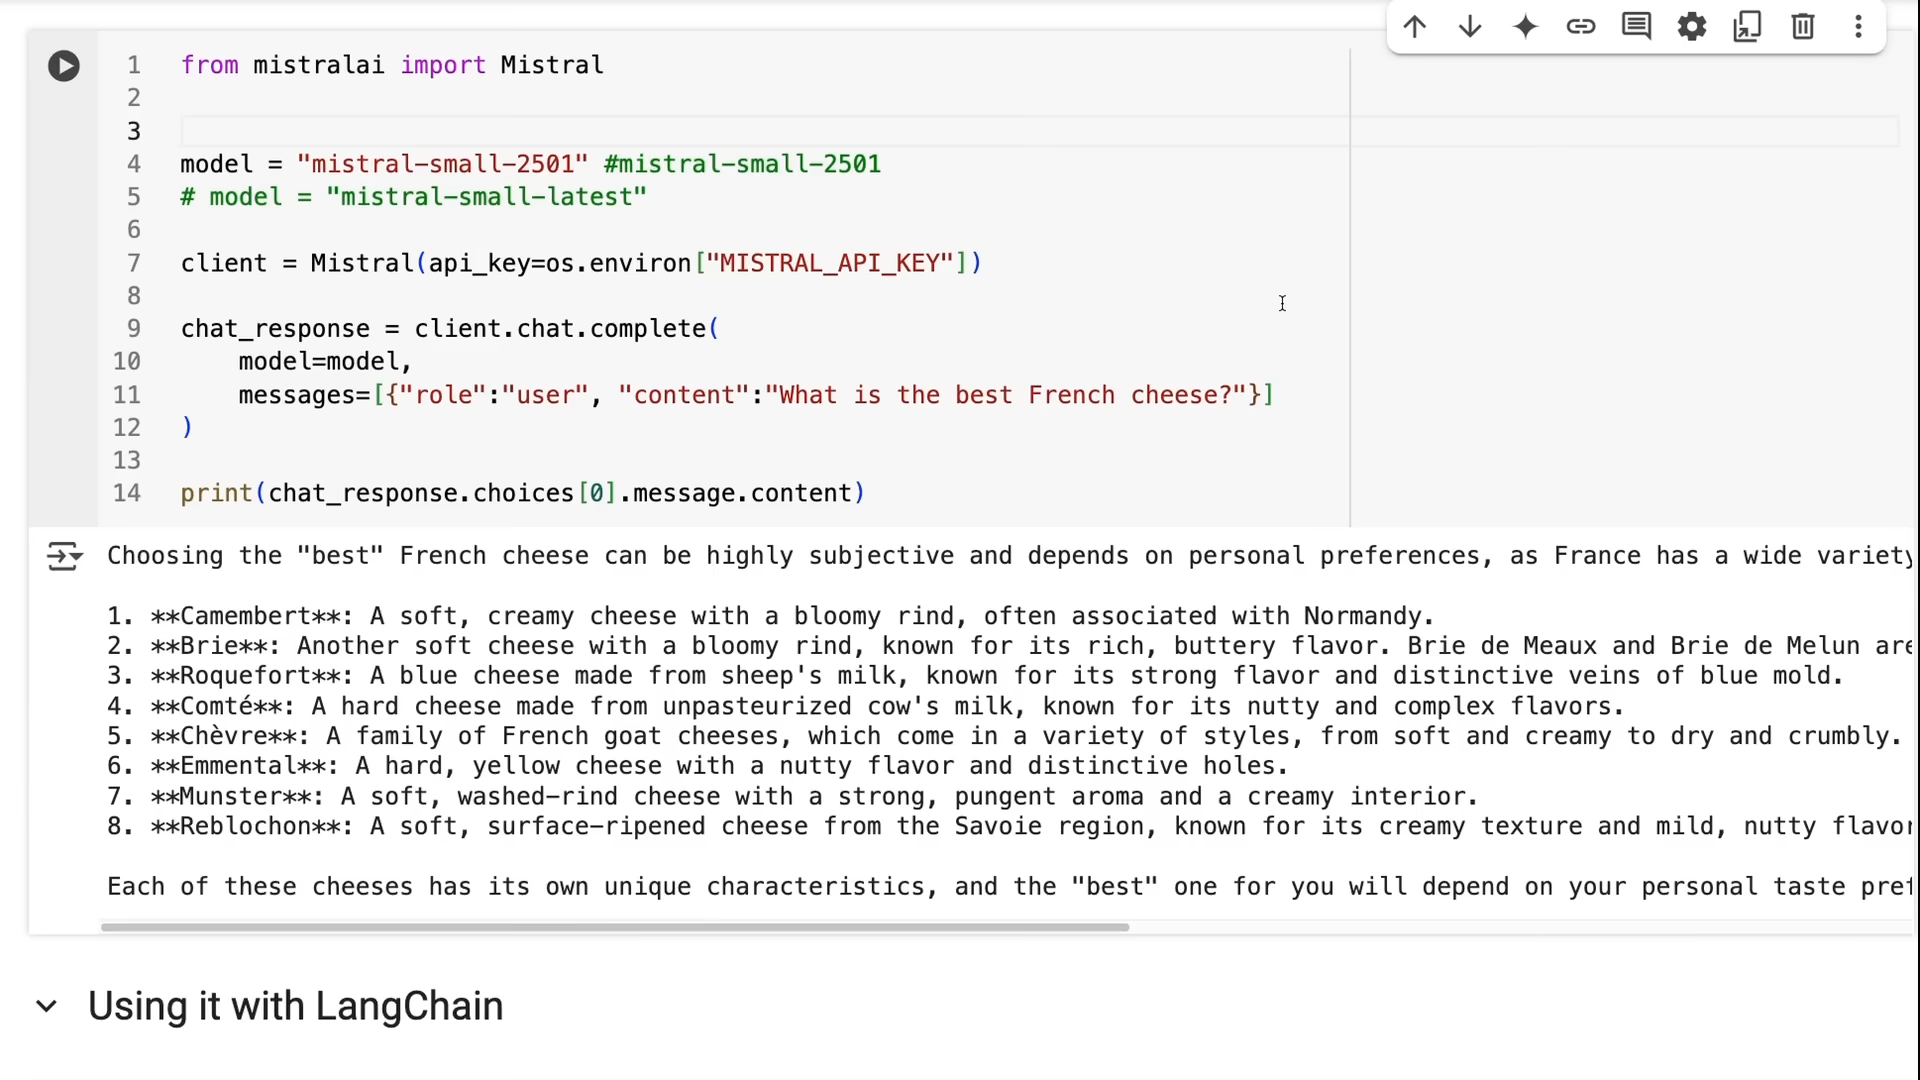 1 from mistralai import Mistral
2
3
4 model = "mistral-small-2501" #mistral-small-2501
5 # model = "mistral-small-latest"
6
7 client = Mistral(api_key=os.environ["MISTRAL_API_KEY"])
8
9 chat_response = client.chat.complete(
10     model=model,
11     messages=[{"role":"user", "content":"What is the best French cheese?"}]
12 )
13
14 print(chat_response.choices[0].message.content)
Choosing the "best" French cheese can be highly subjective and depends on personal preferences, as France has a wide variety
1. **Camembert**: A soft, creamy cheese with a bloomy rind, often associated with Normandy.
2. **Brie**: Another soft cheese with a bloomy rind, known for its rich, buttery flavor. Brie de Meaux and Brie de Melun are
3. **Roquefort**: A blue cheese made from sheep's milk, known for its strong flavor and distinctive veins of blue mold.
4. **Comté**: A hard cheese made from unpasteurized cow's milk, known for its nutty and complex flavors.
5. **Chèvre**: A family of French goat cheeses, which come in a variety of styles, from soft and creamy to dry and crumbly.
6. **Emmental**: A hard, yellow cheese with a nutty flavor and distinctive holes.
7. **Munster**: A soft, washed-rind cheese with a strong, pungent aroma and a creamy interior.
8. **Reblochon**: A soft, surface-ripened cheese from the Savoie region, known for its creamy texture and mild, nutty flavor
Each of these cheeses has its own unique characteristics, and the "best" one for you will depend on your personal taste pref
Using it with LangChain